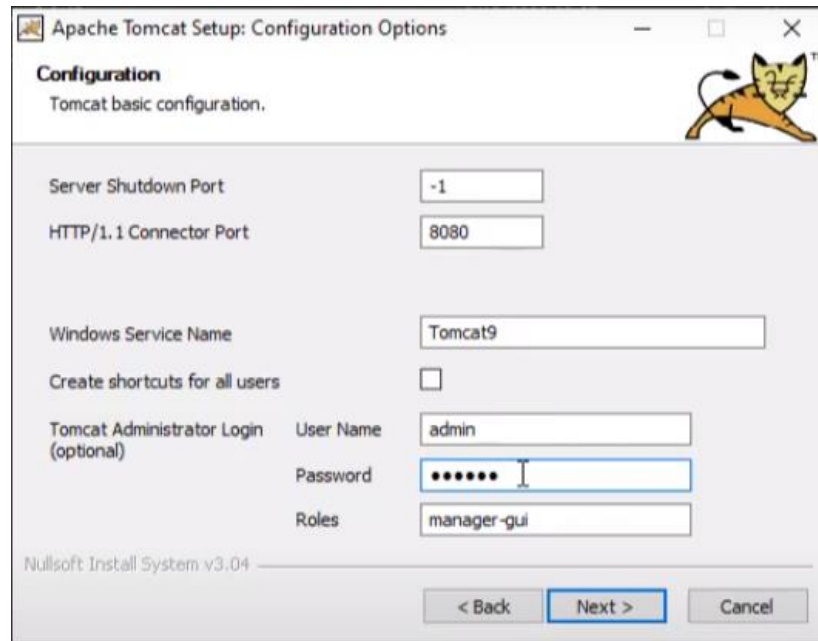 Apache Tomcat Setup: Configuration Options
Configuration
Tomcat basic configuration.
Server Shutdown Port
-1
HTTP/1.1 Connector Port
8080
Windows Service Name
Tomcat9
Create shortcuts for all users
Tomcat Administrator Login
(optional)
User Name
admin
Password
••••••
Roles
manager-gui
Nullsoft Install System v3.04
< Back
Next >
Cancel